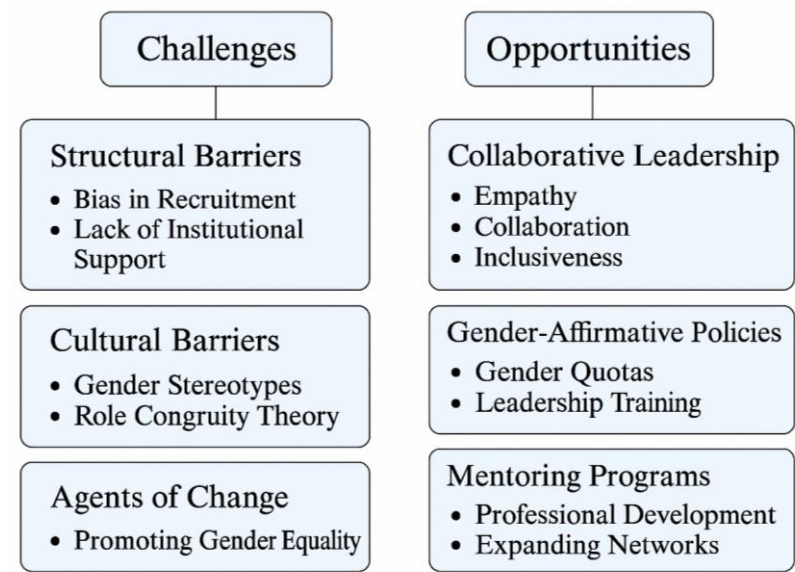 Challenges
Structural Barriers
• Bias in Recruitment
• Lack of Institutional
Support
Cultural Barriers
• Gender Stereotypes
• Role Congruity Theory
Agents of Change
• Promoting Gender Equality
Opportunities
Collaborative Leadership
• Empathy
• Collaboration
• Inclusiveness
Gender-Affirmative Policies
• Gender Quotas
• Leadership Training
Mentoring Programs
• Professional Development
• Expanding Networks